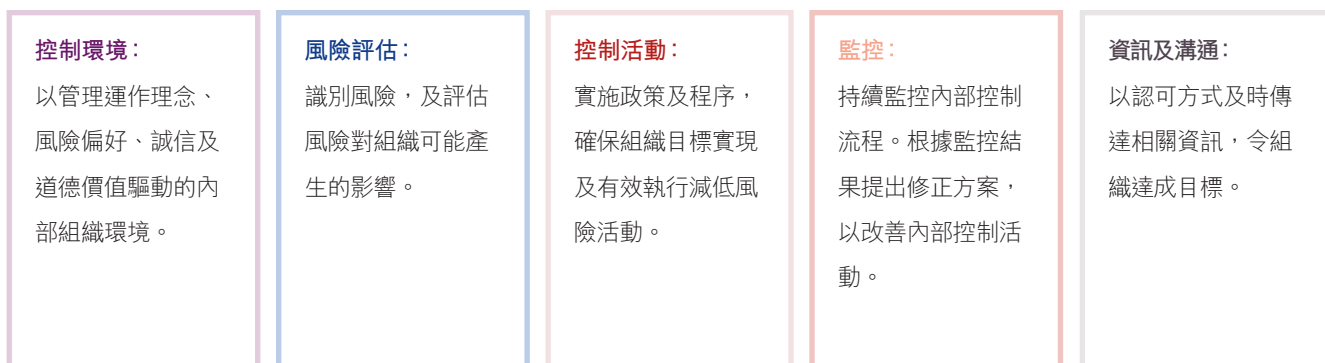 控制環境：
以管理運作理念、
風險偏好、誠信及
道德價值驅動的內
部組織環境。
風險評估：
識別風險，及評估
風險對組織可能產
生的影響。
控制活動：
實施政策及程序，
確保組織目標實現
及有效執行減低風
險活動。
監控：
持續監控內部控制
流程。根據監控結
果提出修正方案，
以改善內部控制活
動。
資訊及溝通：
以認可方式及時傳
達相關資訊，令組
織達成目標。